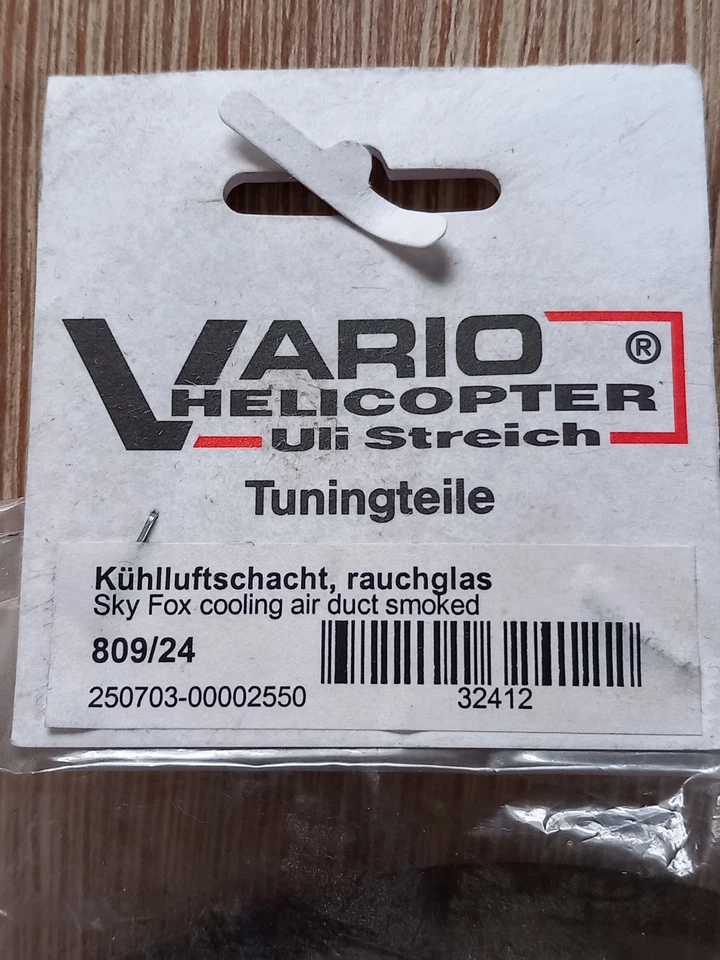 VARIO ®
HELICOPTER
Uli Streich
Tuningteile
Kühlluftschacht, rauchglas
Sky Fox cooling air duct smoked
809/24
250703-00002550 32412